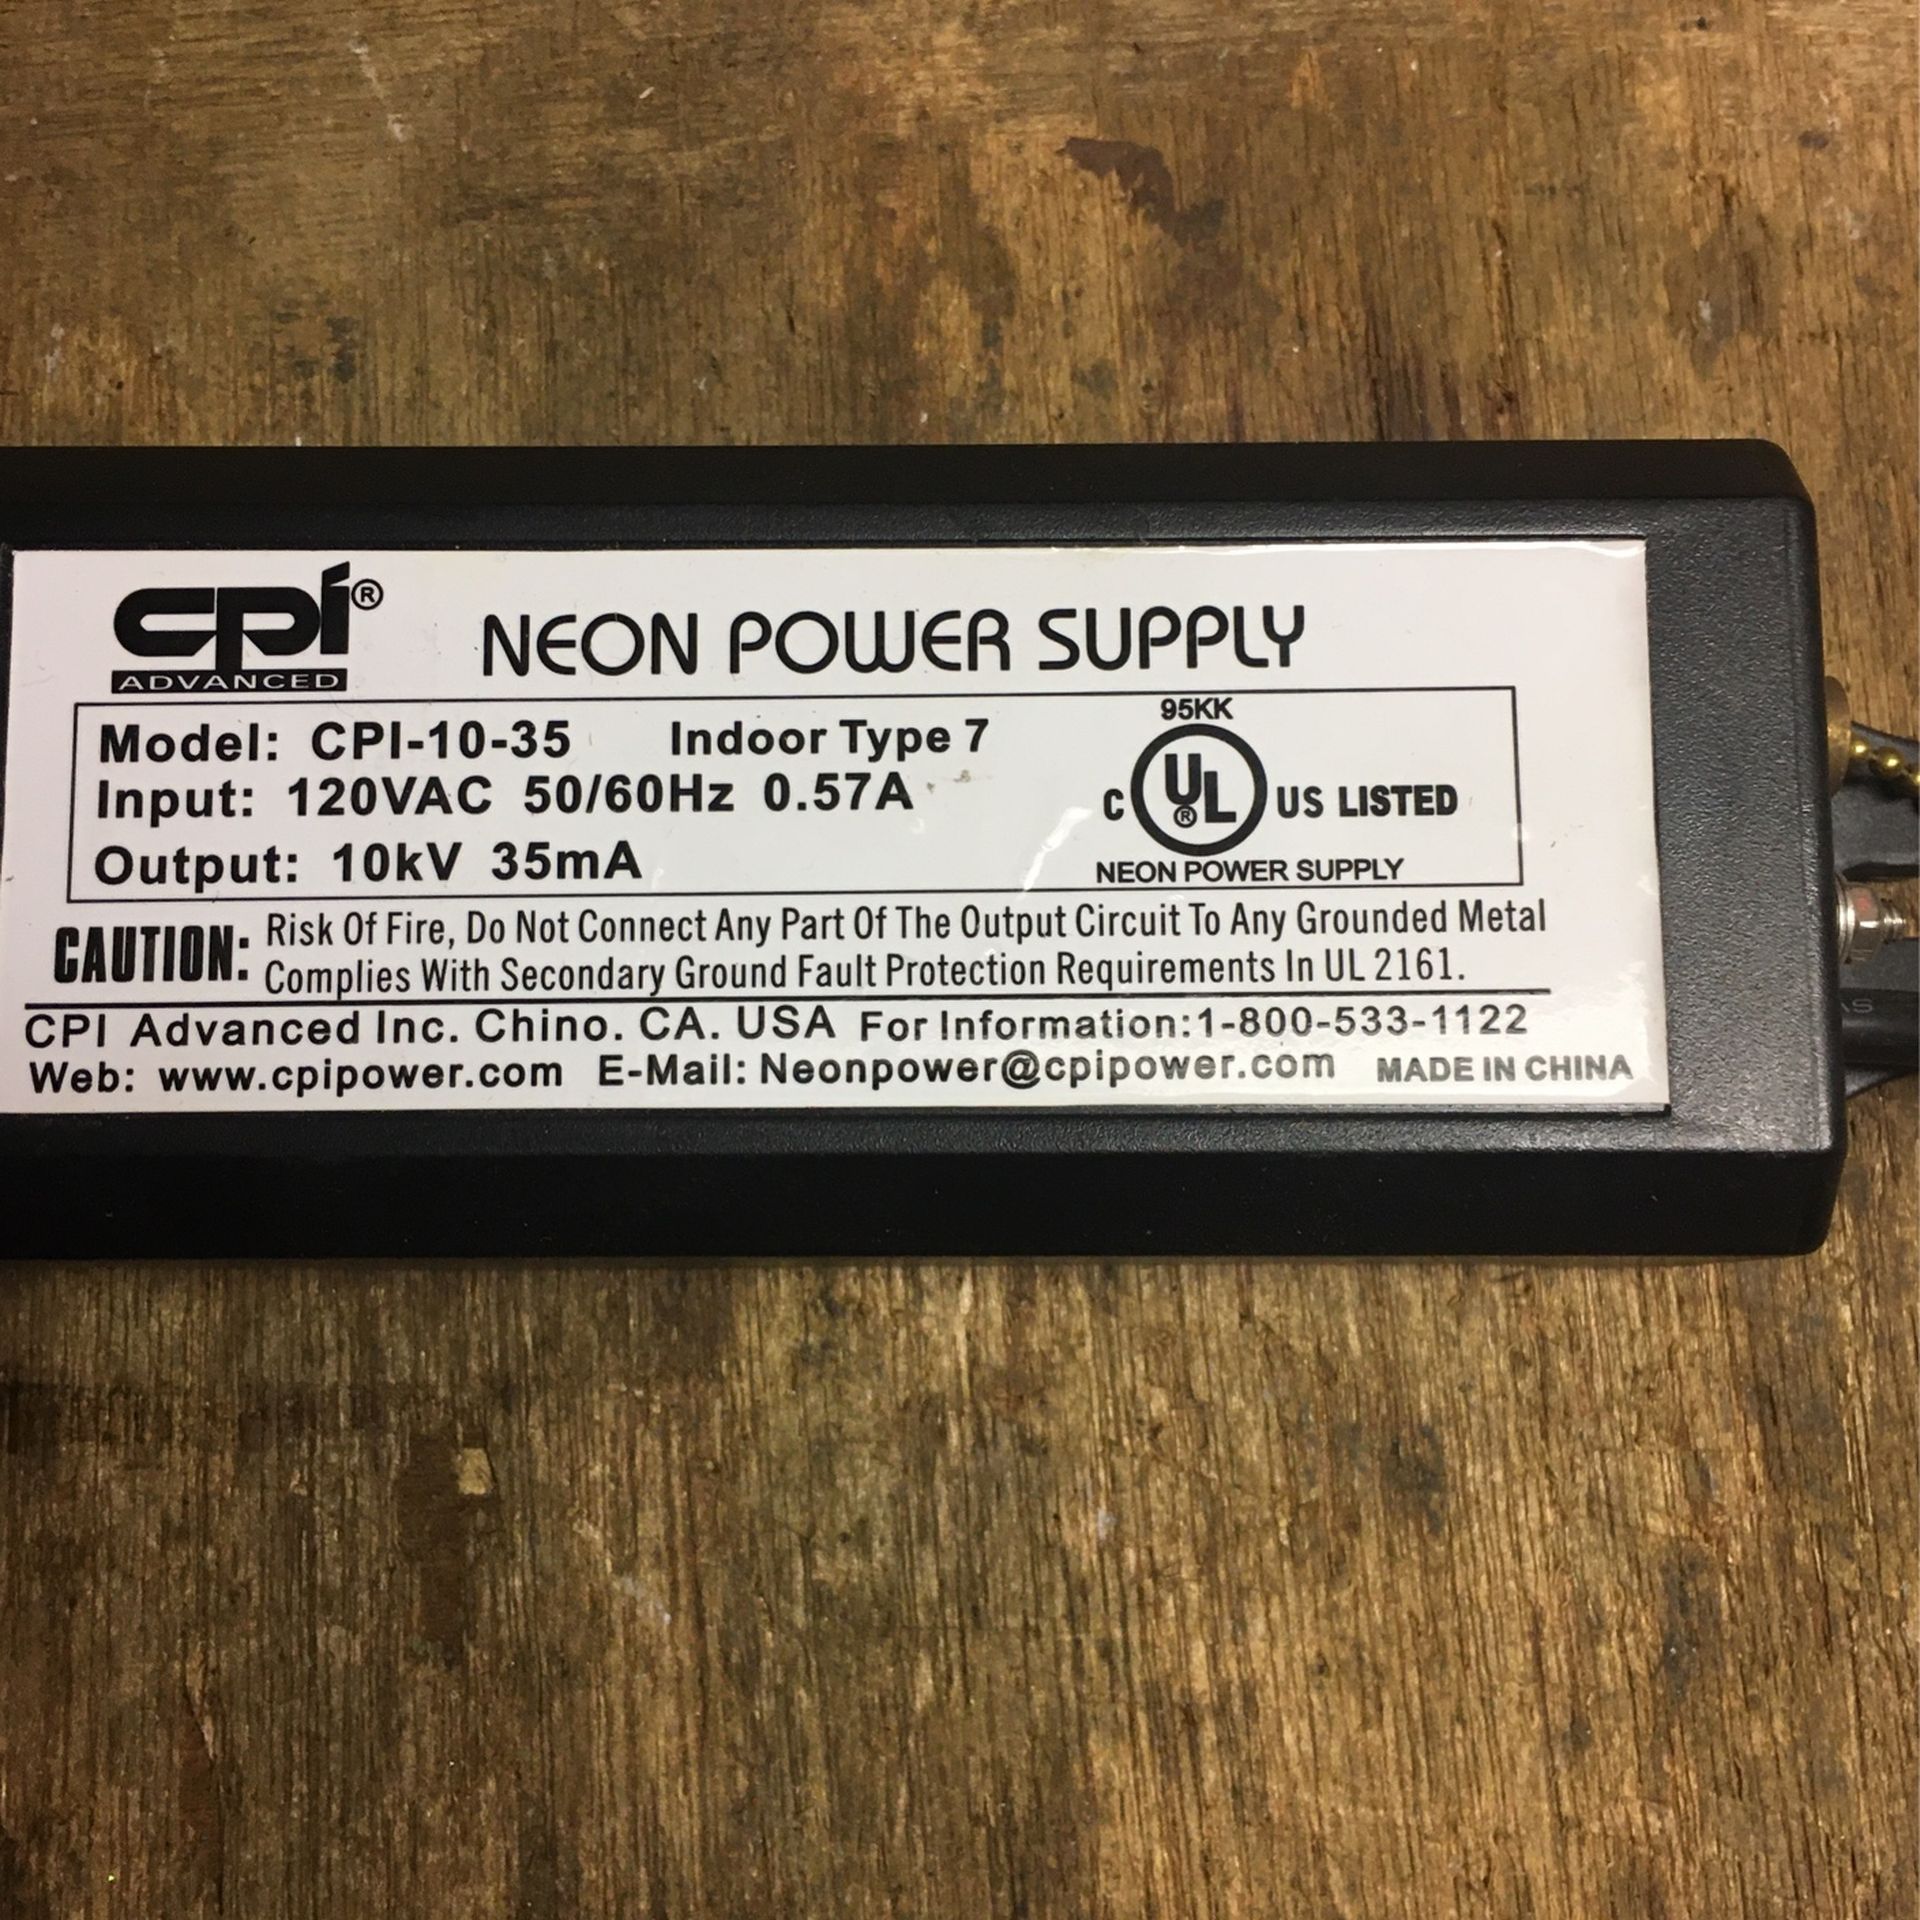 cpi®
ADVANCED
NEON POWER SUPPLY
Model: CPI-10-35 Indoor Type 7
Input: 120VAC 50/60Hz 0.57A
Output: 10kV 35mA
95KK
C UL® US LISTED
NEON POWER SUPPLY
CAUTION: Risk Of Fire, Do Not Connect Any Part Of The Output Circuit To Any Grounded Metal
Complies With Secondary Ground Fault Protection Requirements In UL 2161.
CPI Advanced Inc. Chino. CA. USA For Information:1-800-533-1122
Web: www.cpipower.com E-Mail: Neonpower@cpipower.com MADE IN CHINA